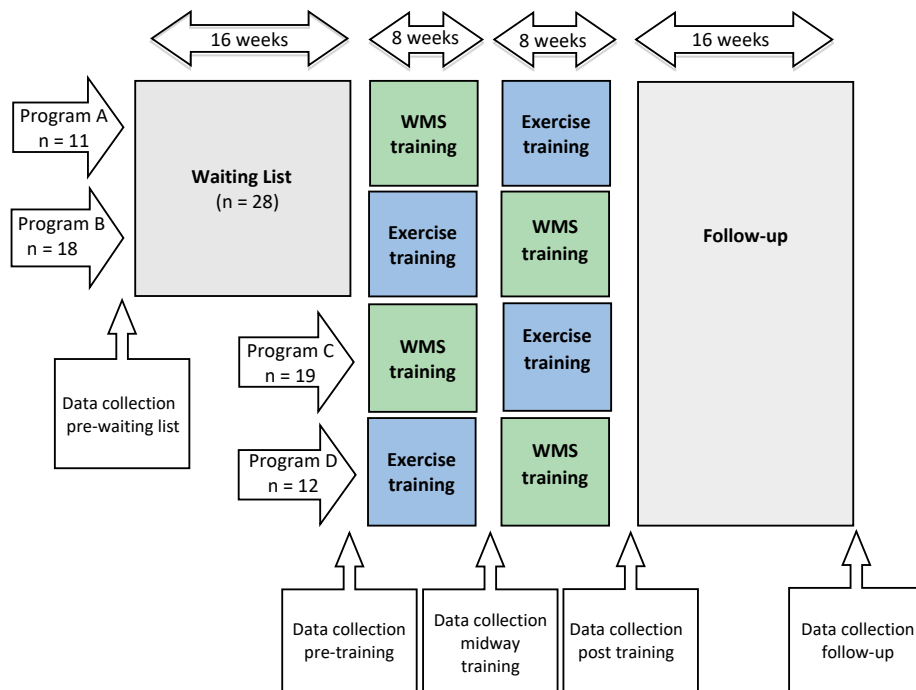 16 weeks
8 weeks
8 weeks
16 weeks
Program A
n = 11
WMS
training
Exercise
training
Waiting List
(n = 28)
Program B
n = 18
Exercise
training
WMS
training
Follow-up
Program C
n = 19
WMS
training
Exercise
training
Data collection
pre-waiting list
Program D
n = 12
Exercise
training
WMS
training
Data collection
pre-training
Data collection
midway
training
Data collection
post training
Data collection
follow-up